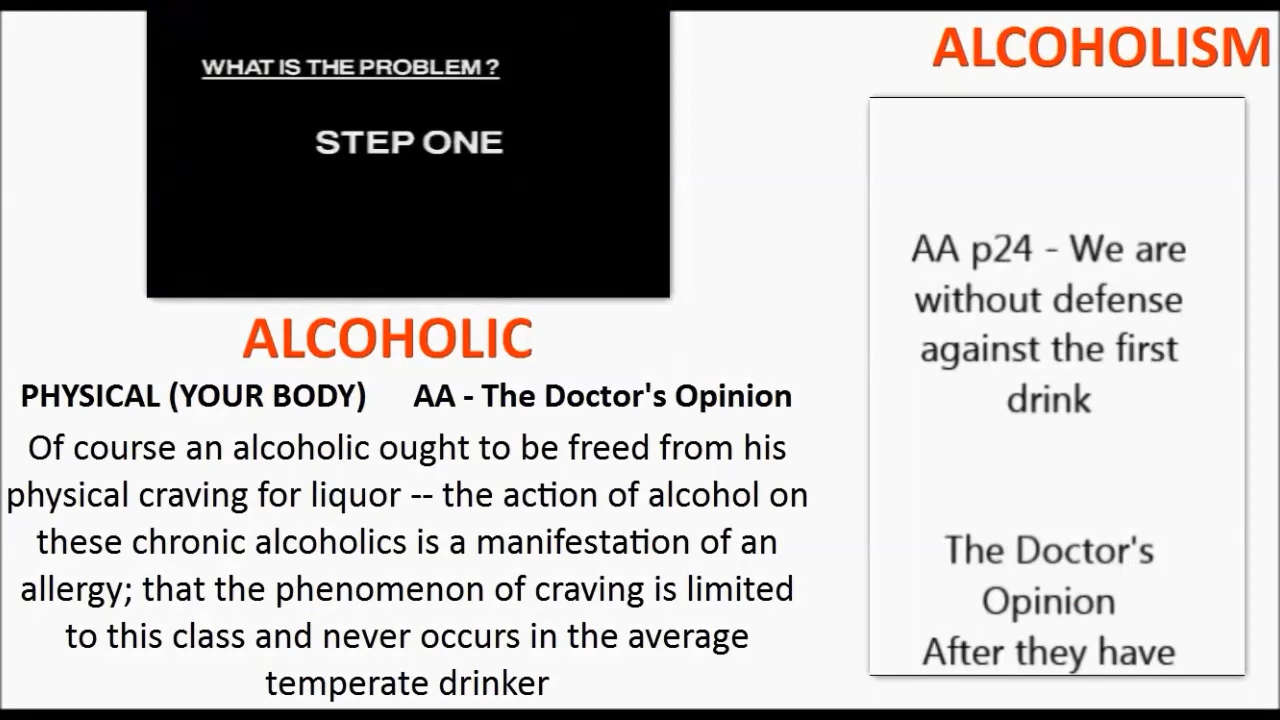 WHAT IS THE PROBLEM ?
STEP ONE
ALCOHOLIC
PHYSICAL (YOUR BODY) AA - The Doctor's Opinion
Of course an alcoholic ought to be freed from his
physical craving for liquor -- the action of alcohol on
these chronic alcoholics is a manifestation of an
allergy; that the phenomenon of craving is limited
to this class and never occurs in the average
temperate drinker
ALCOHOLISM
AA p24 - We are
without defense
against the first
drink
The Doctor's
Opinion
After they have